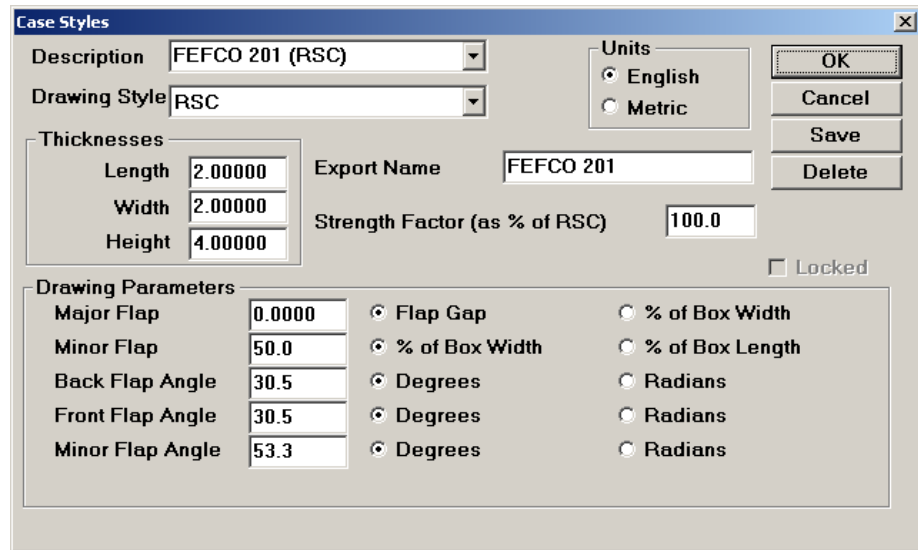 Case Styles
Description FEFCO 201 (RSC)
Drawing Style RSC
Units
English
Metric
OK
Cancel
Save
Delete
Thicknesses
Length 2.00000
Width 2.00000
Height 4.00000
Export Name FEFCO 201
Strength Factor (as % of RSC) 100.0
Locked
Drawing Parameters
Major Flap 0.0000 Flap Gap % of Box Width
Minor Flap 50.0 % of Box Width % of Box Length
Back Flap Angle 30.5 Degrees Radians
Front Flap Angle 30.5 Degrees Radians
Minor Flap Angle 53.3 Degrees Radians